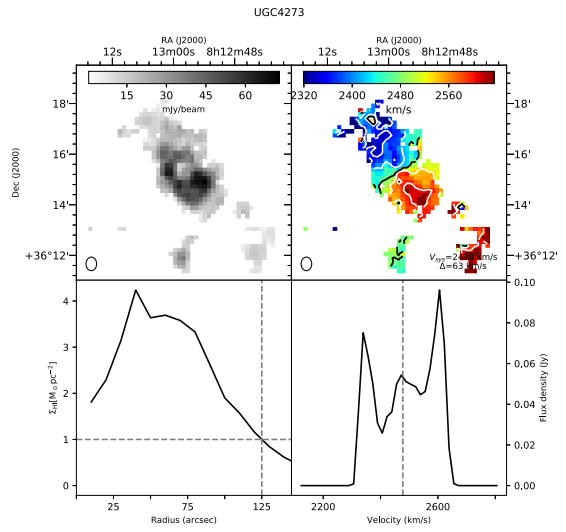 UGC4273
RA (J2000)
12s 13m00s 8h12m48s
RA (J2000)
12s 13m00s 8h12m48s
15 30 45 60
mJy/beam
2320 2400 2480 2560
km/s
Dec (J2000)
18'
16'
14'
+36°12'
18'
16'
14'
+36°12'
Δ=63 km/s
4
3
2
1
0
Σ_HI[M⊙pc⁻²]
25 75 125
Radius (arcsec)
0.10
0.08
0.06
0.04
0.02
0.00
Flux density (Jy)
2200 2600
Velocity (km/s)